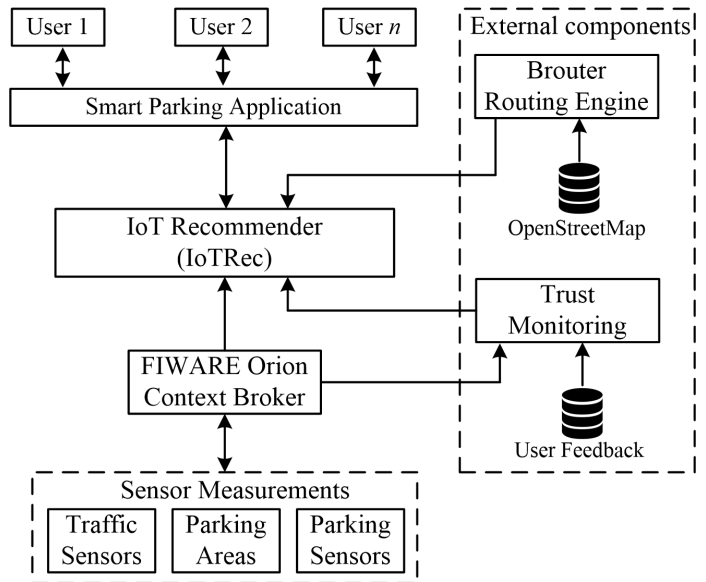 User 1
User 2
User n
Smart Parking Application
IoT Recommender
(IoTRec)
FIWARE Orion
Context Broker
Sensor Measurements
Traffic
Sensors
Parking
Areas
Parking
Sensors
External components
Brouter
Routing Engine
OpenStreetMap
Trust
Monitoring
User Feedback